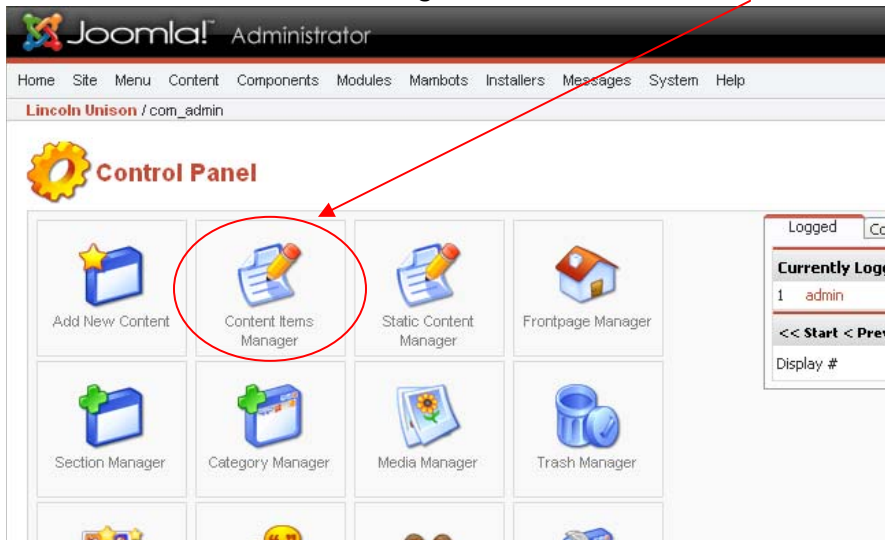 Joomla!™ Administrator
Home Site Menu Content Components Modules Mambots Installers Messages System Help
Lincoln Unison / com_admin
Control Panel
Logged
Currently
1 admin
<< Start <
Display #
Add New Content
Content Items
Manager
Static Content
Manager
Frontpage Manager
Section Manager
Category Manager
Media Manager
Trash Manager